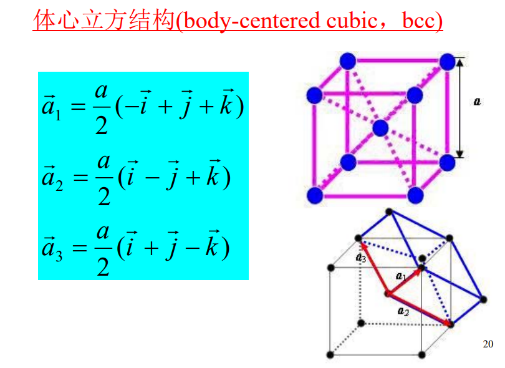 体心立方结构(body-centered cubic，bcc)
a⃗₁ = a/2 (−i⃗ + j⃗ + k⃗)
a⃗₂ = a/2 (i⃗ − j⃗ + k⃗)
a⃗₃ = a/2 (i⃗ + j⃗ − k⃗)
a
a₃
a₁
a₂
20